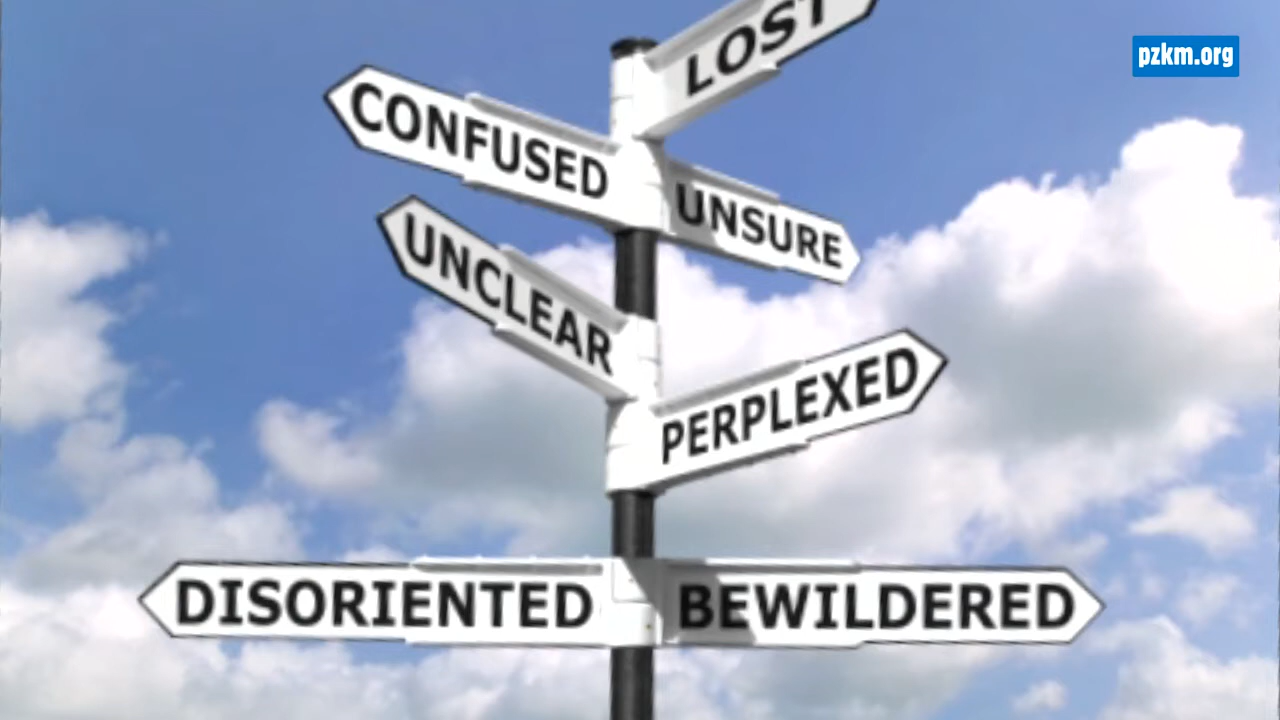 LOST
pzkm.org
CONFUSED
UNSURE
UNCLEAR
PERPLEXED
DISORIENTED
BEWILDERED